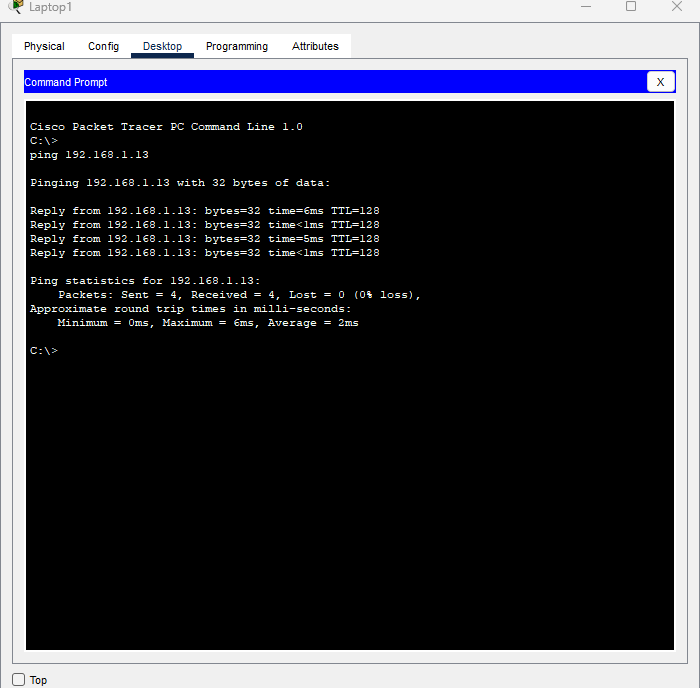 Laptop1
Physical Config Desktop Programming Attributes
Command Prompt X
Cisco Packet Tracer PC Command Line 1.0
C:\>
ping 192.168.1.13
Pinging 192.168.1.13 with 32 bytes of data:
Reply from 192.168.1.13: bytes=32 time=6ms TTL=128
Reply from 192.168.1.13: bytes=32 time<1ms TTL=128
Reply from 192.168.1.13: bytes=32 time=5ms TTL=128
Reply from 192.168.1.13: bytes=32 time<1ms TTL=128
Ping statistics for 192.168.1.13:
Packets: Sent = 4, Received = 4, Lost = 0 (0% loss),
Approximate round trip times in milli-seconds:
Minimum = 0ms, Maximum = 6ms, Average = 2ms
C:\>
Top